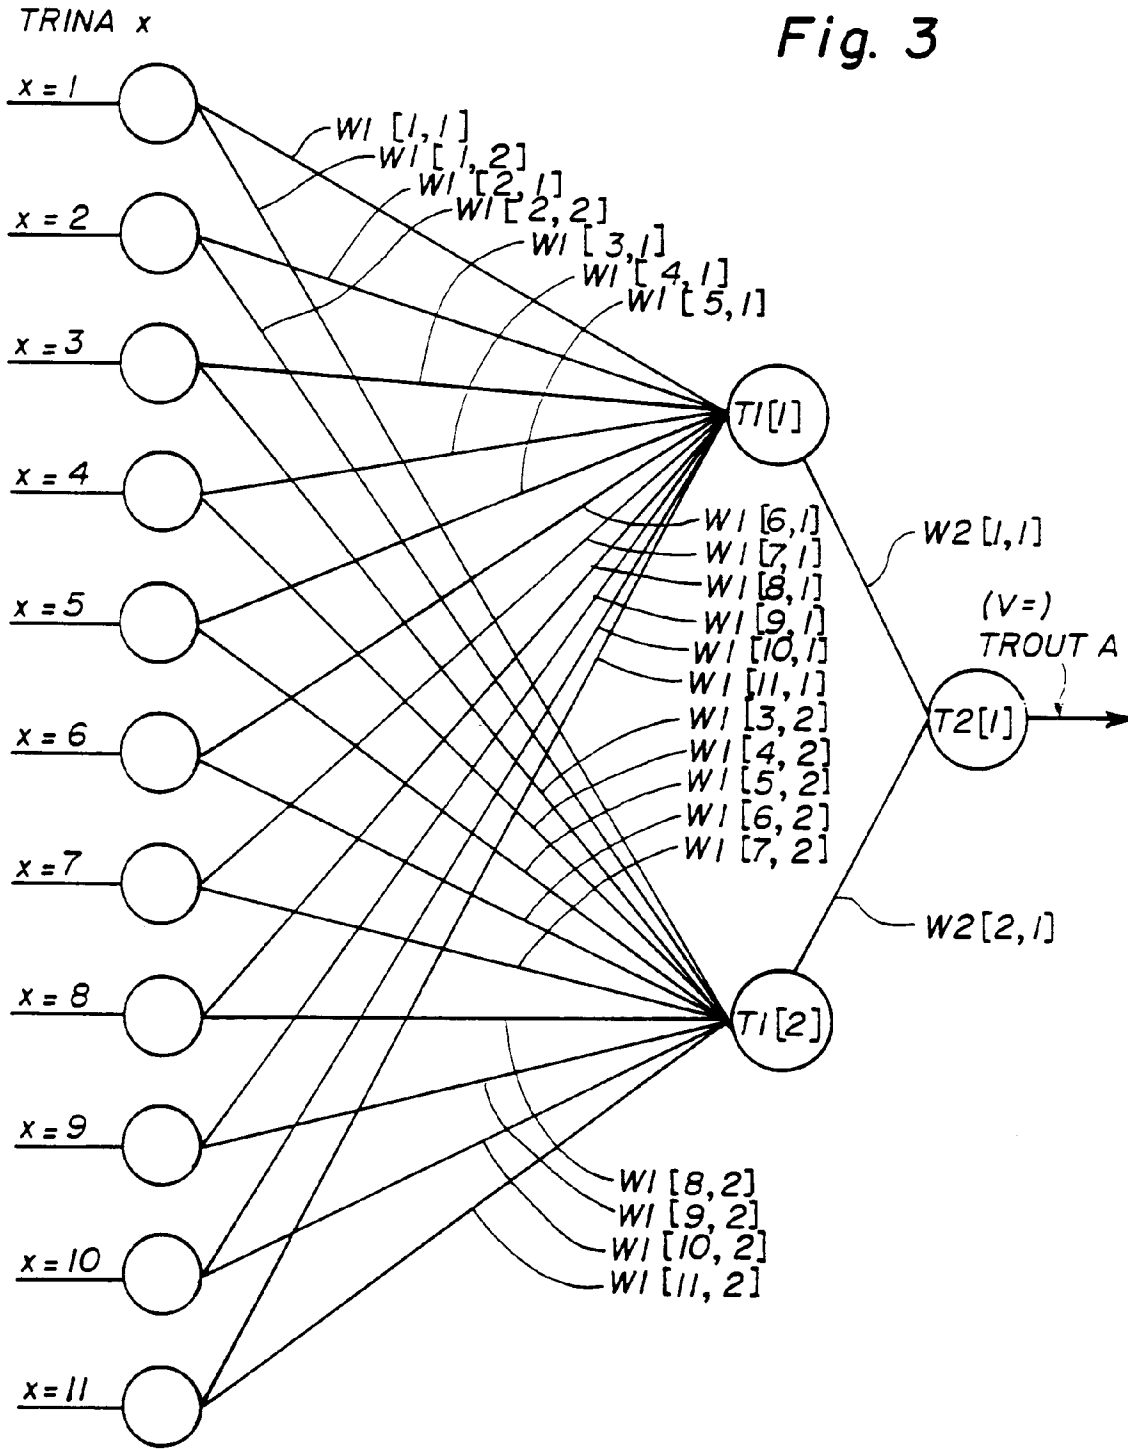 TRINA x
Fig. 3
x = 1
W1 [1, 1]
W1 [1, 2]
W1 [2, 1]
W1 [2, 2]
W1 [3, 1]
W1 [4, 1]
W1 [5, 1]
x = 2
x = 3
x = 4
x = 5
x = 6
x = 7
x = 8
x = 9
x = 10
x = 11
T1[1]
W1 [6, 1]
W1 [7, 1]
W1 [8, 1]
W1 [9, 1]
W1 [10, 1]
W1 [11, 1]
W1 [3, 2]
W1 [4, 2]
W1 [5, 2]
W1 [6, 2]
W1 [7, 2]
W2 [1, 1]
(V=)
TROUT A
T2[1]
W2 [2, 1]
T1[2]
W1 [8, 2]
W1 [9, 2]
W1 [10, 2]
W1 [11, 2]